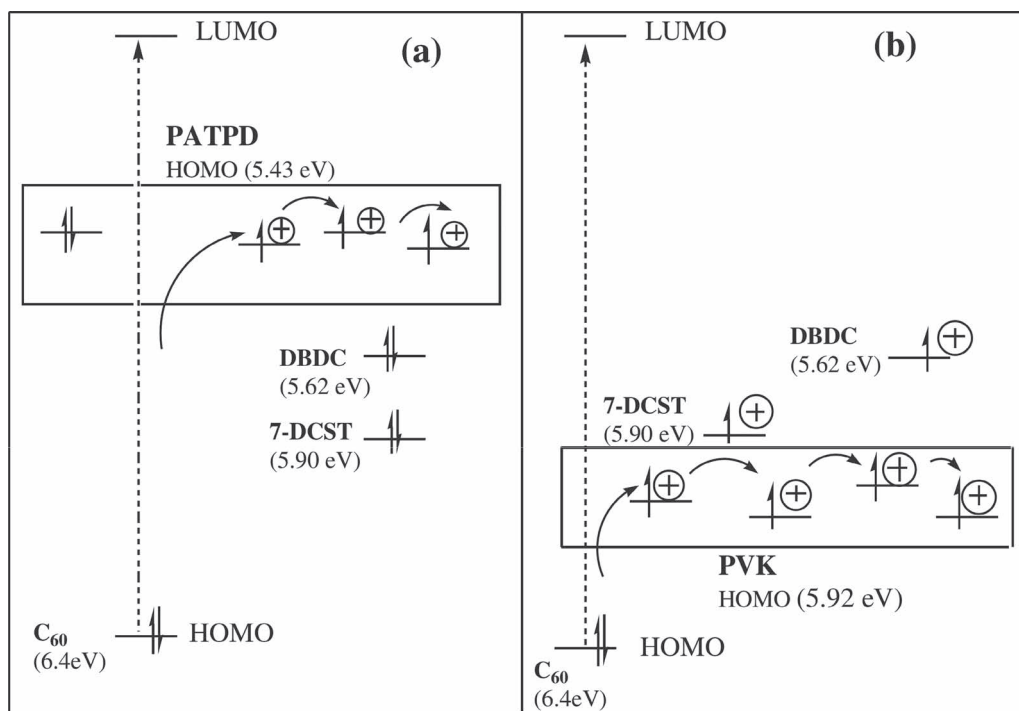 LUMO
(a)
PATPD
HOMO (5.43 eV)
DBDC
(5.62 eV)
7-DCST
(5.90 eV)
C60
(6.4eV)
HOMO
LUMO
(b)
DBDC
(5.62 eV)
7-DCST
(5.90 eV)
PVK
HOMO (5.92 eV)
HOMO
C60
(6.4eV)